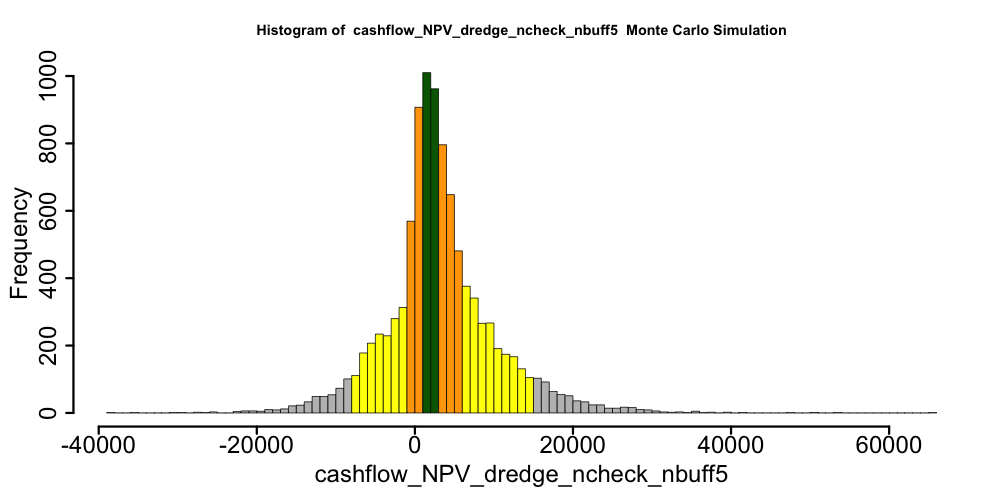 Histogram of cashflow_NPV_dredge_ncheck_nbuff5 Monte Carlo Simulation
Frequency
1000
800
600
400
200
0
-40000 -20000 0 20000 40000 60000
cashflow_NPV_dredge_ncheck_nbuff5